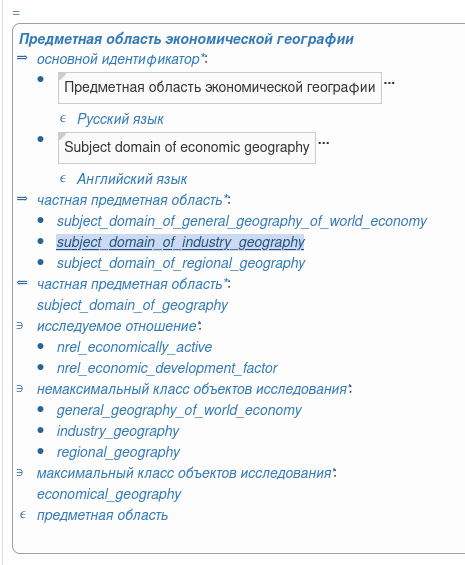 =
Предметная область экономической географии
⇒ основной идентификатор*:
• Предметная область экономической географии ...
ϵ Русский язык
• Subject domain of economic geography ...
ϵ Английский язык
⇒ частная предметная область*:
• subject_domain_of_general_geography_of_world_economy
• subject_domain_of_industry_geography
• subject_domain_of_regional_geography
⇐ частная предметная область*:
subject_domain_of_geography
∍ исследуемое отношение':
• nrel_economically_active
• nrel_economic_development_factor
∍ немаксимальный класс объектов исследования':
• general_geography_of_world_economy
• industry_geography
• regional_geography
∍ максимальный класс объектов исследования':
economical_geography
ϵ предметная область